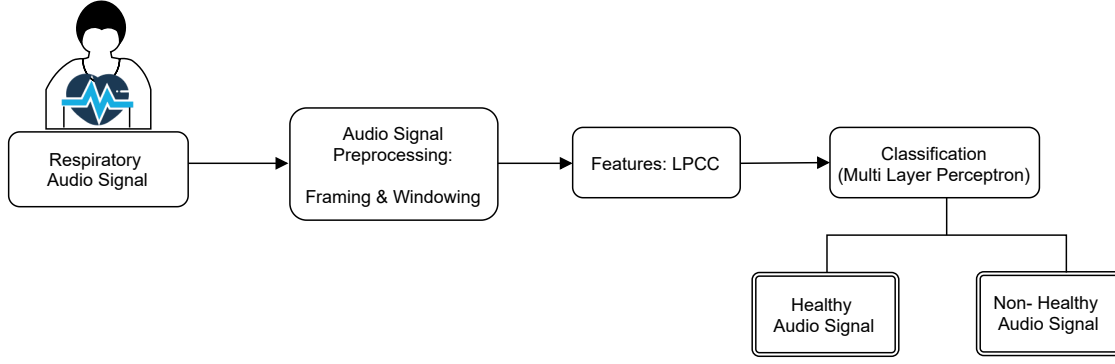 Respiratory
Audio Signal
Audio Signal
Preprocessing:
Framing & Windowing
Features: LPCC
Classification
(Multi Layer Perceptron)
Healthy
Audio Signal
Non- Healthy
Audio Signal